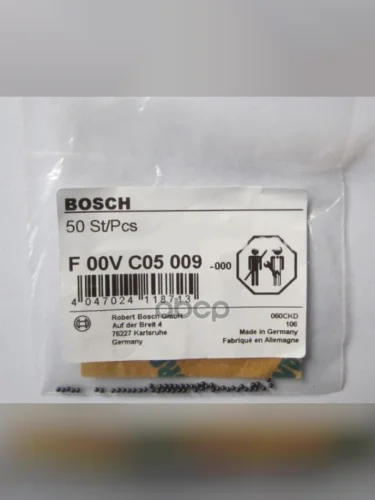 BOSCH
50 St/Pcs
F 00V C05 009 -000
4 047024 118713
abcp
Robert Bosch GmbH
Auf der Breit 4
76227 Karlsruhe
Germany
060CKD
106
Made in Germany
Fabriqué en Allemagne